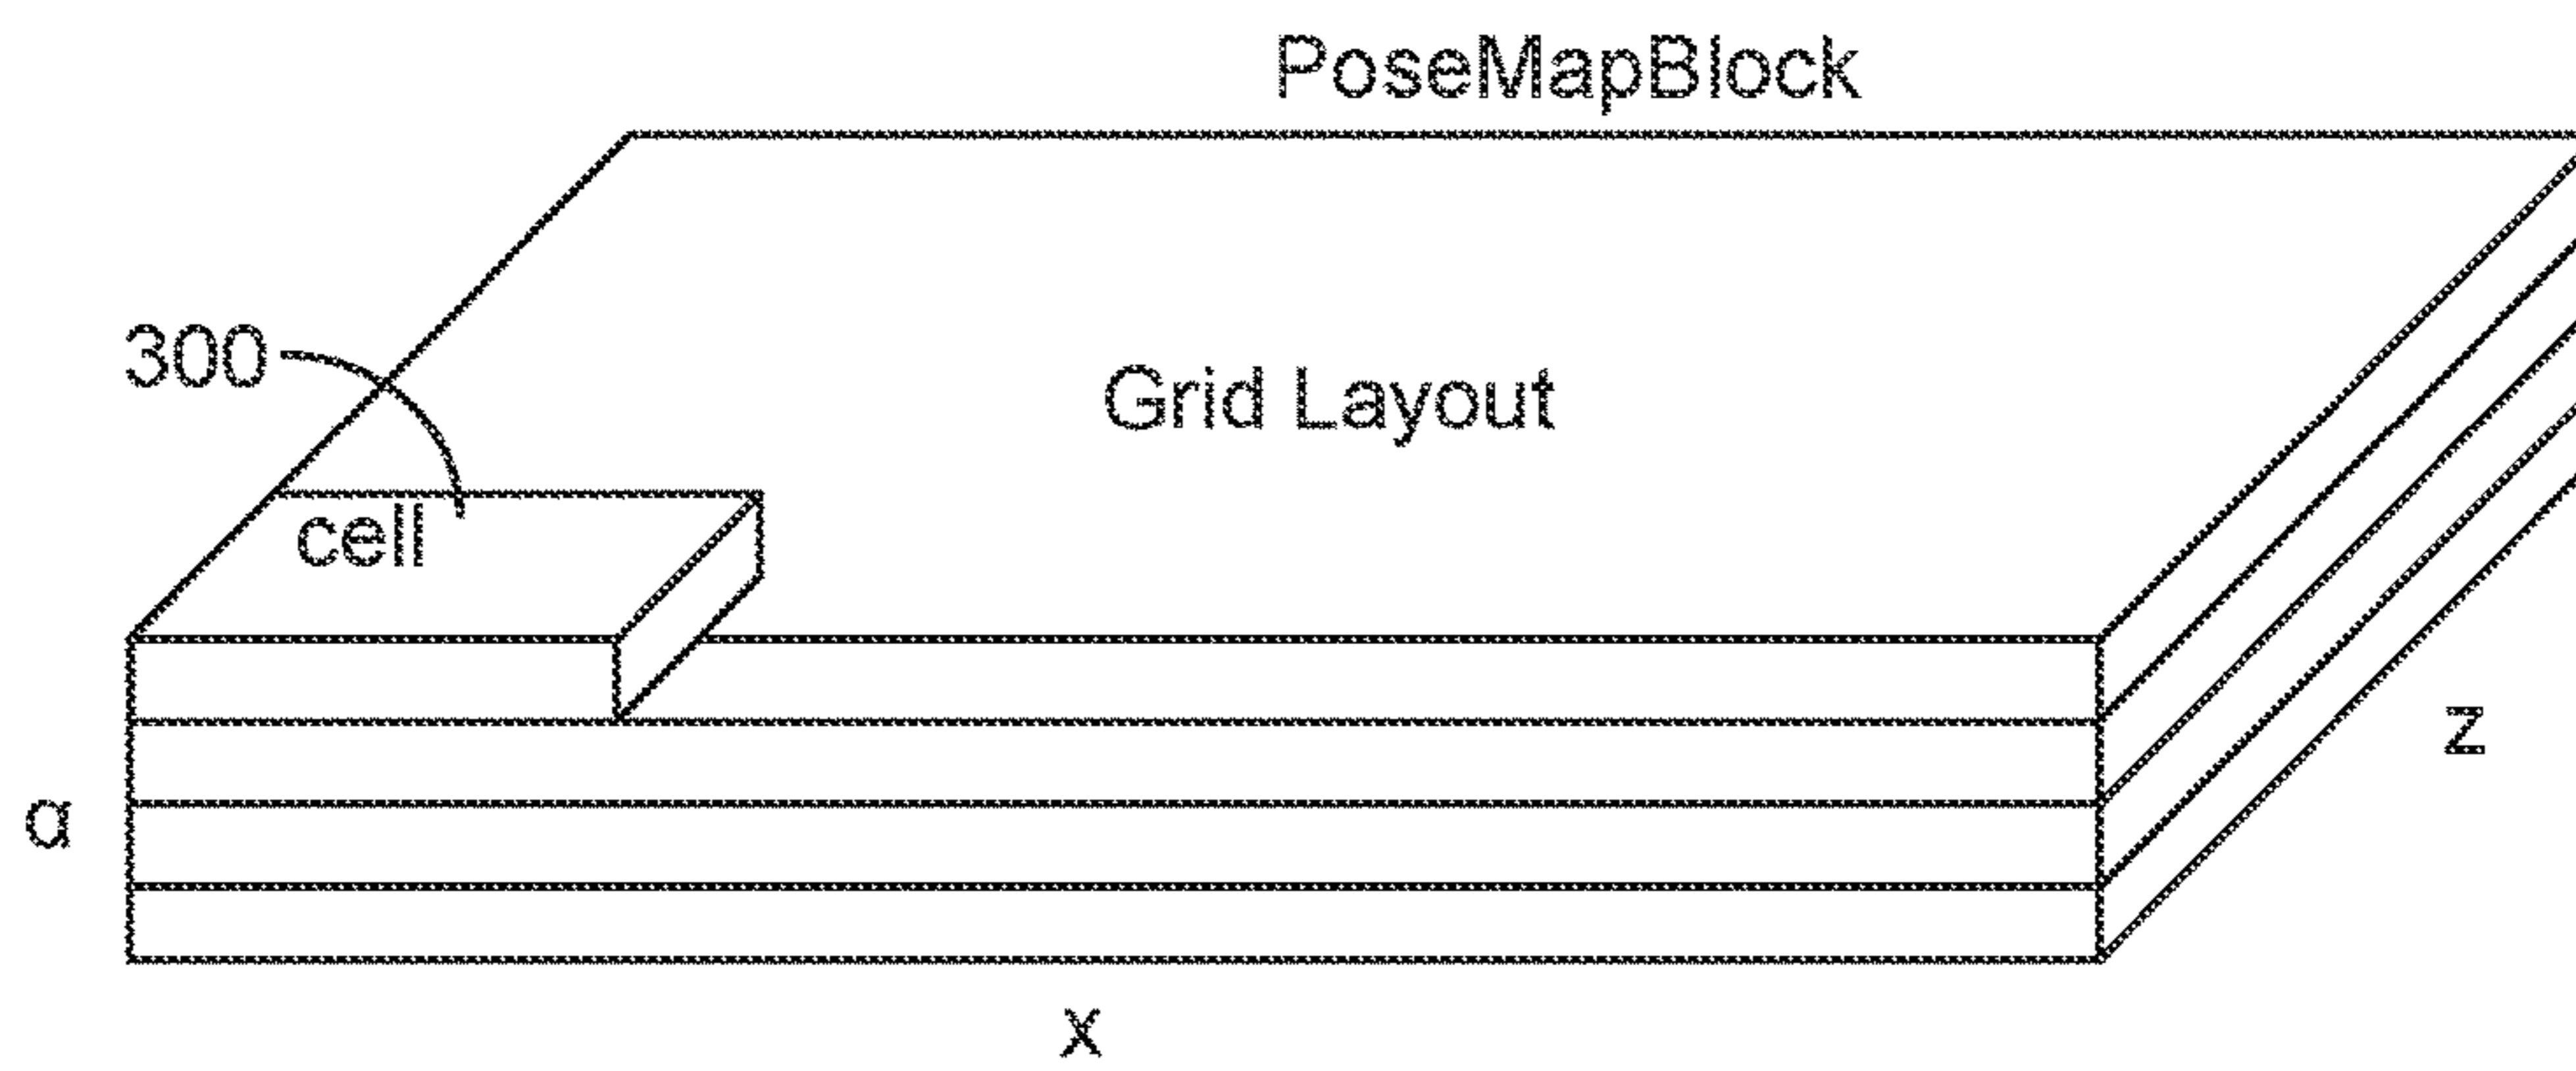 PoseMapBlock
300
Grid Layout
cell
z
α
x